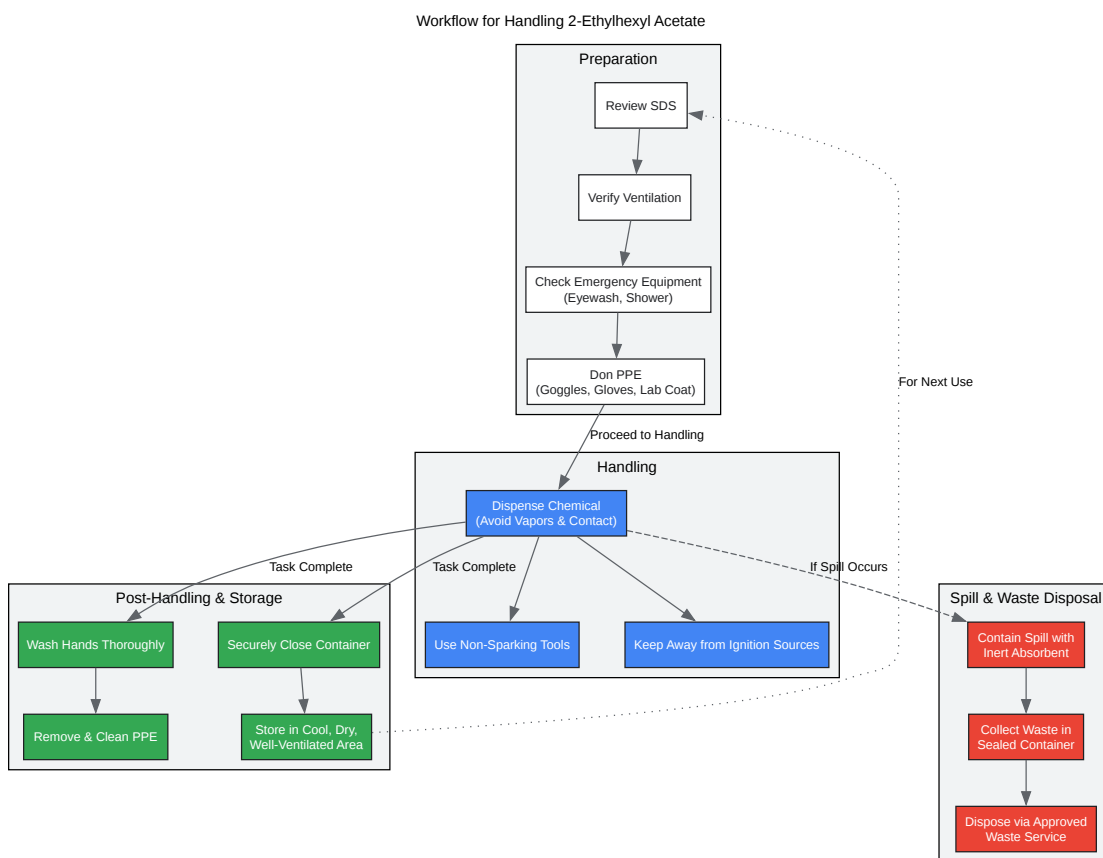 Workflow for Handling 2-Ethylhexyl Acetate
Preparation
Review SDS
Verify Ventilation
Check Emergency Equipment
(Eyewash, Shower)
Don PPE
(Goggles, Gloves, Lab Coat)
For Next Use
Proceed to Handling
Handling
Dispense Chemical
(Avoid Vapors & Contact)
Task Complete
Task Complete
If Spill Occurs
Post-Handling & Storage
Wash Hands Thoroughly
Securely Close Container
Use Non-Sparking Tools
Keep Away from Ignition Sources
Remove & Clean PPE
Store in Cool, Dry,
Well-Ventilated Area
Spill & Waste Disposal
Contain Spill with
Inert Absorbent
Collect Waste in
Sealed Container
Dispose via Approved
Waste Service